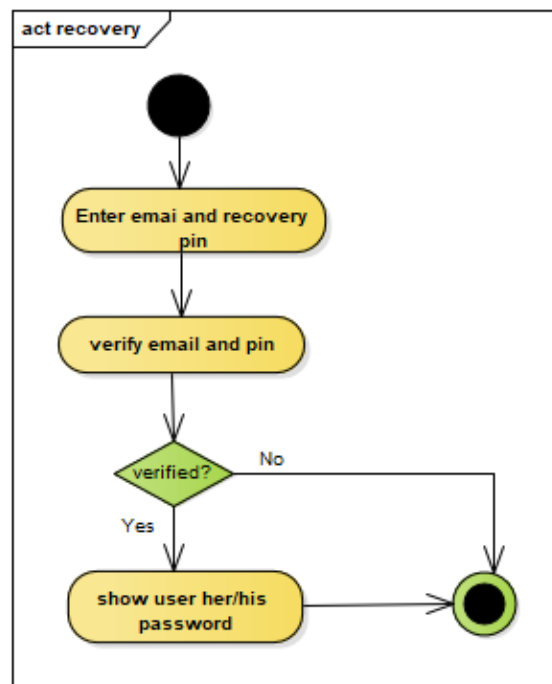 act recovery
Enter emai and recovery
pin
verify email and pin
verified?
No
Yes
show user her/his
password